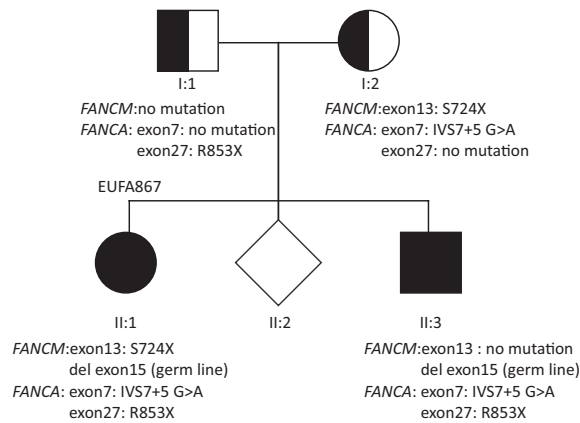 I:1
I:2
FANCM:no mutation
FANCA: exon7: no mutation
exon27: R853X
FANCM:exon13: S724X
FANCA: exon7: IVS7+5 G>A
exon27: no mutation
EUFA867
II:1
II:2
II:3
FANCM:exon13: S724X
del exon15 (germ line)
FANCA: exon7: IVS7+5 G>A
exon27: R853X
FANCM:exon13 : no mutation
del exon15 (germ line)
FANCA: exon7: IVS7+5 G>A
exon27: R853X